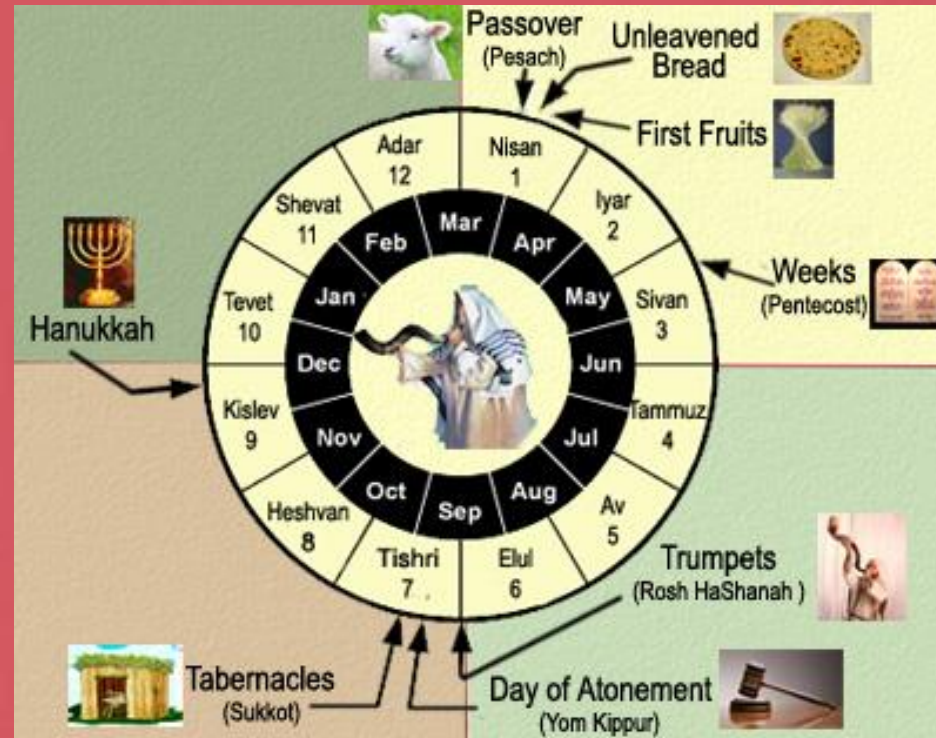 Passover
(Pesach)
Unleavened
Bread
First Fruits
Weeks
(Pentecost)
Trumpets
(Rosh HaShanah )
Day of Atonement
(Yom Kippur)
Tabernacles
(Sukkot)
Hanukkah
Nisan
1
Iyar
2
Sivan
3
Tammuz
4
Av
5
Elul
6
Tishri
7
Heshvan
8
Kislev
9
Tevet
10
Shevat
11
Adar
12
Mar
Apr
May
Jun
Jul
Aug
Sep
Oct
Nov
Dec
Jan
Feb